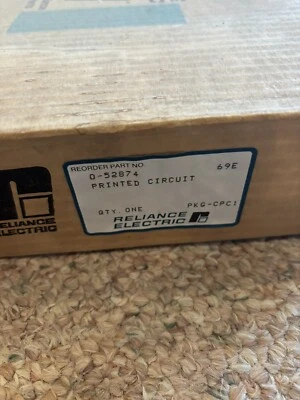 REORDER PART NO.
0-52874 69E
PRINTED CIRCUIT
QTY. ONE PKG-CPC1
RELIANCE
ELECTRIC
RELIANCE
ELECTRIC